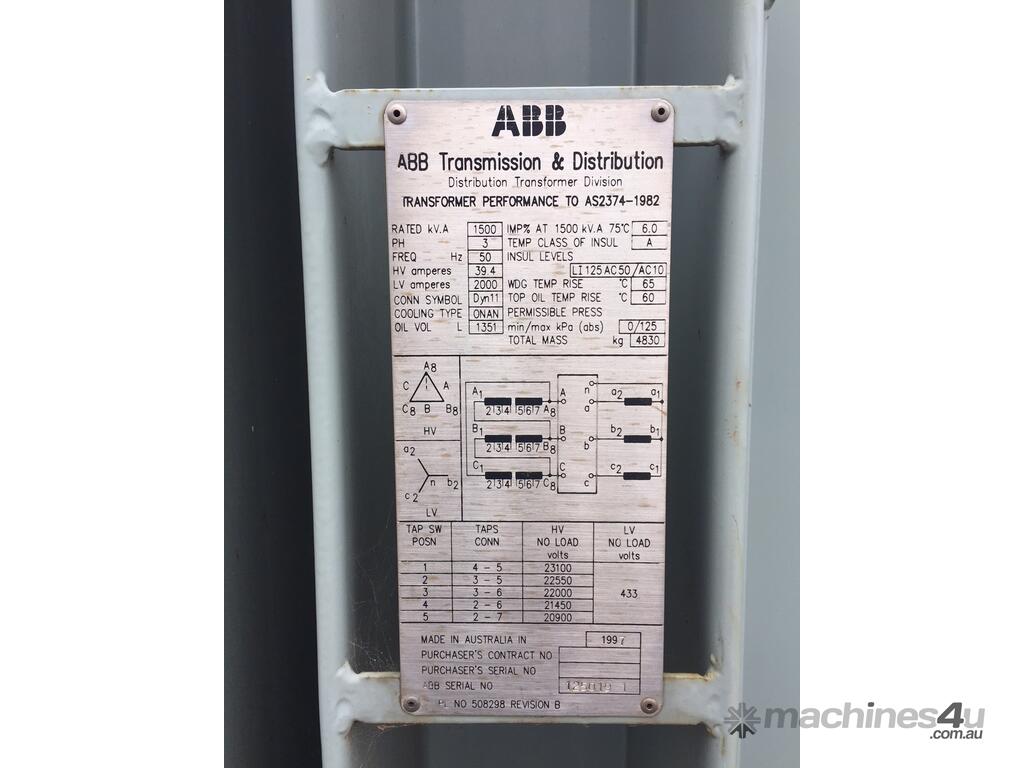 ABB
ABB Transmission & Distribution
Distribution Transformer Division
TRANSFORMER PERFORMANCE TO AS2374-1982
RATED kV.A 1500 IMP% AT 1500 kV.A 75°C 6.0
PH 3 TEMP CLASS OF INSUL A
FREQ Hz 50 INSUL LEVELS
HV amperes 39.4 LI125AC50/AC10
LV amperes 2000 WDG TEMP RISE °C 65
CONN SYMBOL Dyn11 TOP OIL TEMP RISE °C 60
COOLING TYPE ONAN PERMISSIBLE PRESS
OIL VOL L 1351 min/max kPa (abs) 0/125
TOTAL MASS kg 4830
A8
C A
C8 B B8
HV
a2
n b2
c2
LV
A1 A n a2 a1
2 3 4 5 6 7 A8 a
B1 B b2 b1
2 3 4 5 6 7 B8 b
C1 C c2 c1
2 3 4 5 6 7 C8 c
TAP SW POSN TAPS CONN HV NO LOAD volts LV NO LOAD volts
1 4 - 5 23100
2 3 - 5 22550
3 3 - 6 22000 433
4 2 - 6 21450
5 2 - 7 20900
MADE IN AUSTRALIA IN 1997
PURCHASER'S CONTRACT NO
PURCHASER'S SERIAL NO
ABB SERIAL NO
NO 508298 REVISION B
machines4u
.com.au